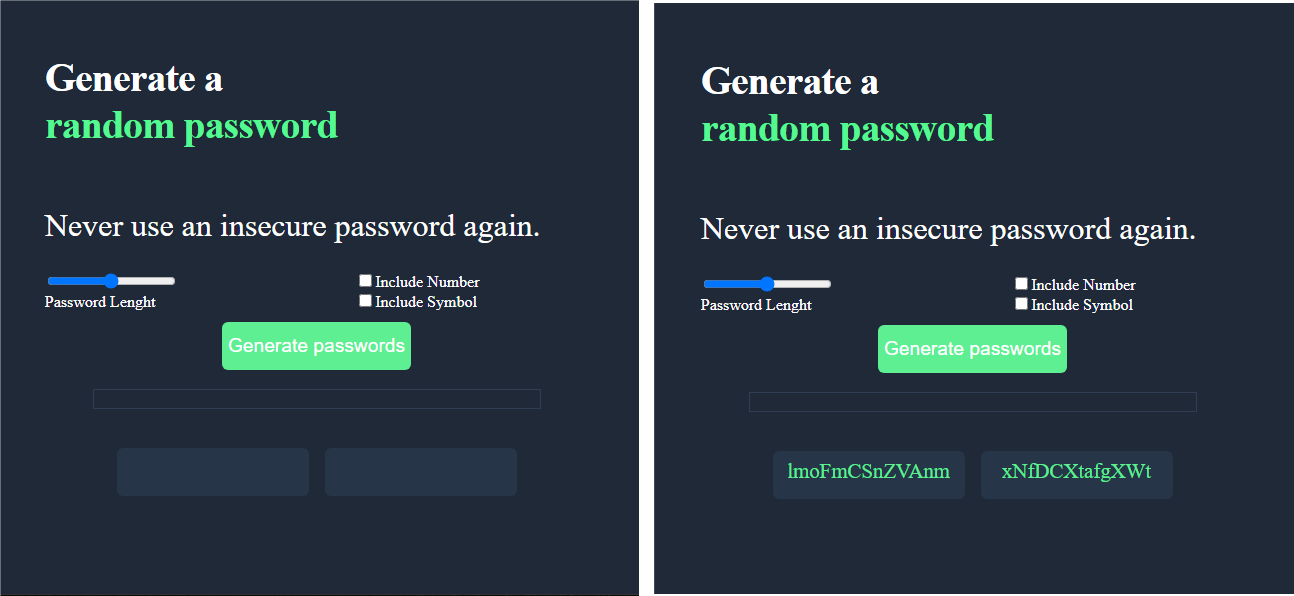 Generate a
random password
Never use an insecure password again.
Password Lenght
Include Number
Include Symbol
Generate passwords
Generate a
random password
Never use an insecure password again.
Password Lenght
Include Number
Include Symbol
Generate passwords
lmoFmCSnZVAnm
xNfDCXtafgXWt